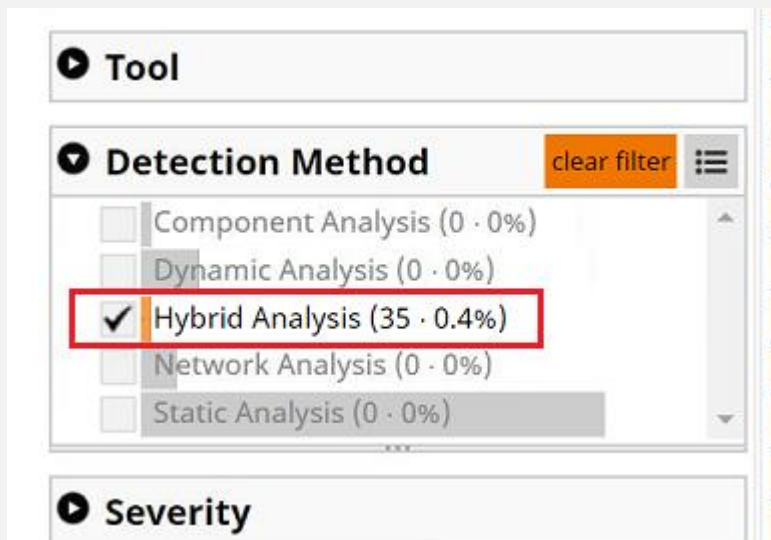 Tool
Detection Method clear filter
Component Analysis (0 · 0%)
Dynamic Analysis (0 · 0%)
Hybrid Analysis (35 · 0.4%)
Network Analysis (0 · 0%)
Static Analysis (0 · 0%)
Severity